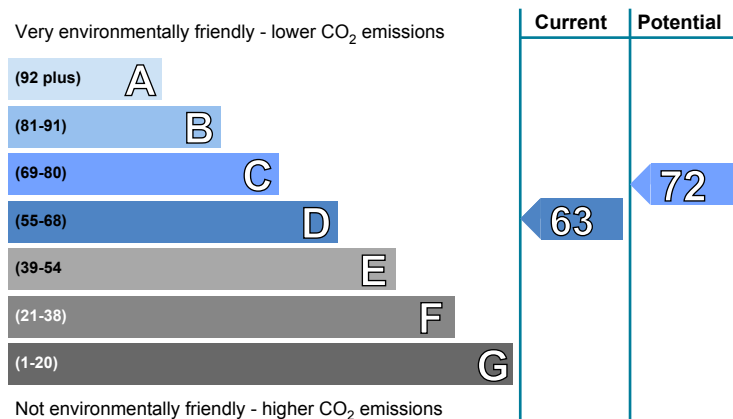 Very environmentally friendly - lower CO₂ emissions
Current
Potential
(92 plus) A
(81-91) B
(69-80) C
72
(55-68) D
63
(39-54 E
(21-38) F
(1-20) G
Not environmentally friendly - higher CO₂ emissions